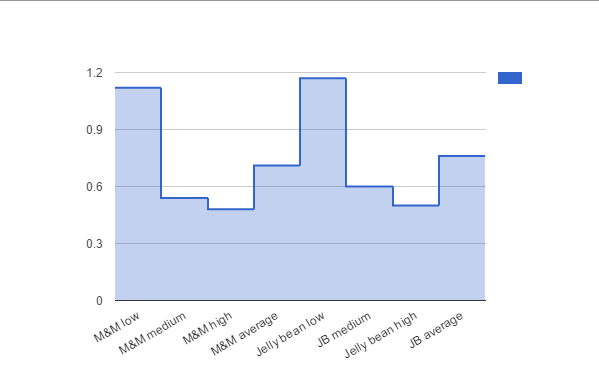 1.2
0.9
0.6
0.3
0
M&M low
M&M medium
M&M high
M&M average
Jelly bean low
JB medium
Jelly bean high
JB average